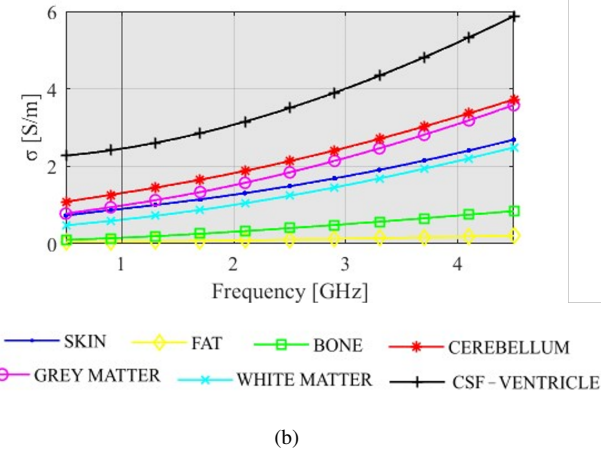 6
4
2
0
σ [S/m]
1 2 3 4
Frequency [GHz]
SKIN FAT BONE CEREBELLUM
GREY MATTER WHITE MATTER CSF – VENTRICLE
(b)